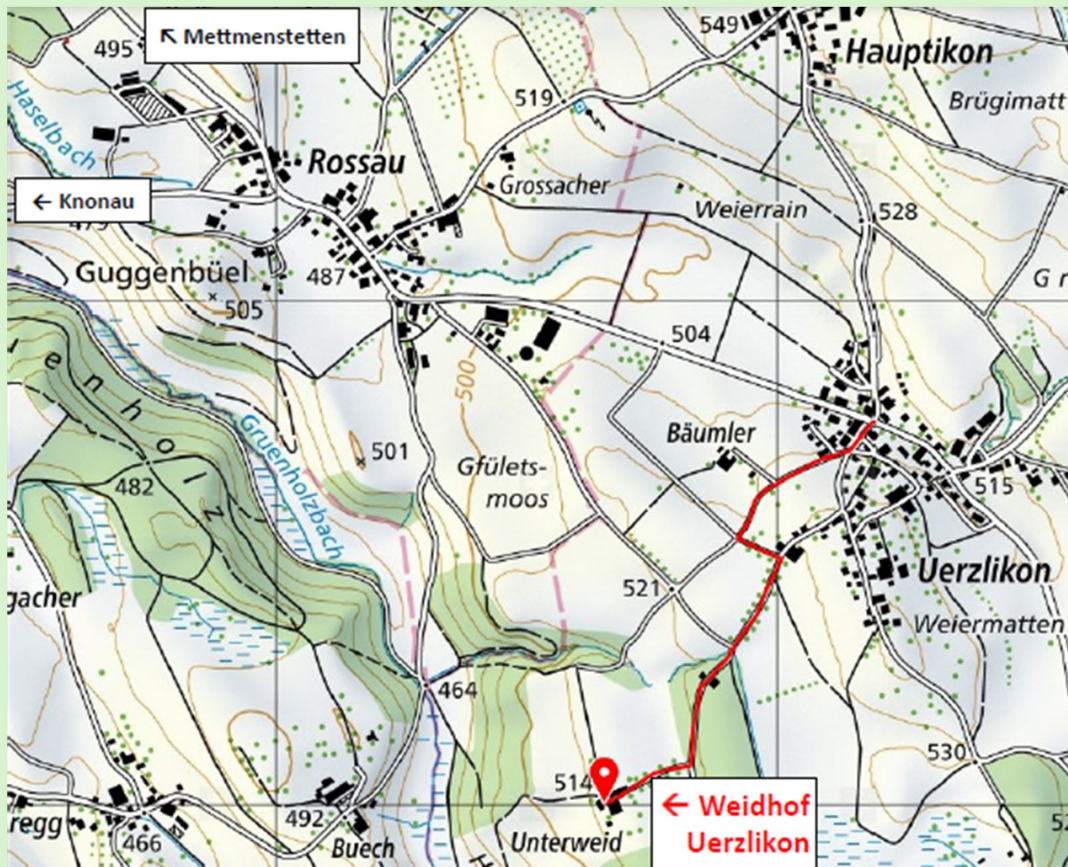 549
Hauptikon
495
↖ Mettmenstetten
Brügimatt
519
Haselbach
Rossau
Grossacher
← Knonau
Weierrain
528
Guggenbüel
487
505
504
500
Bäumler
501
Gfülets-
moos
515
482
Gruenholzbach
521
Uerzlikon
gacher
Weiermatten
464
530
514
← Weidhof
Uerzlikon
492
regg
466
Buech
Unterweid